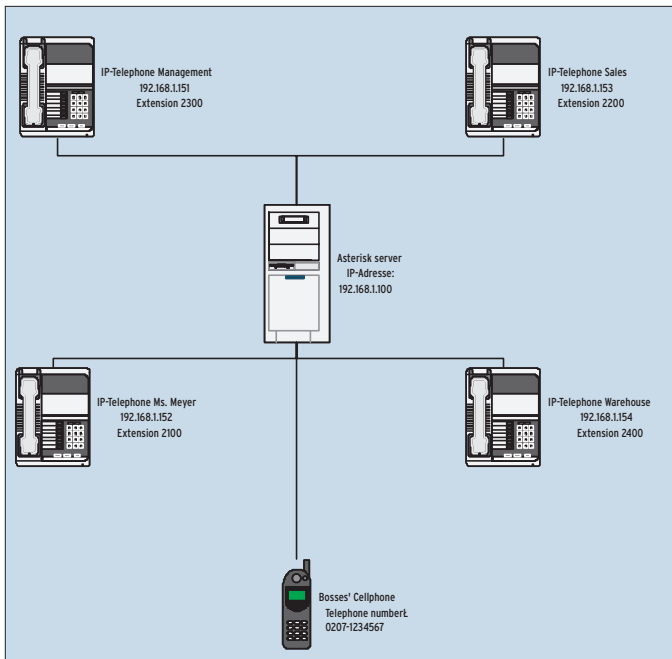 IP-Telephone Management
192.168.1.151
Extension 2300
IP-Telephone Sales
192.168.1.153
Extension 2200
Asterisk server
IP-Adresse:
192.168.1.100
IP-Telephone Ms. Meyer
192.168.1.152
Extension 2100
IP-Telephone Warehouse
192.168.1.154
Extension 2400
Bosses' Cellphone
Telephone numberŁ
0207-1234567